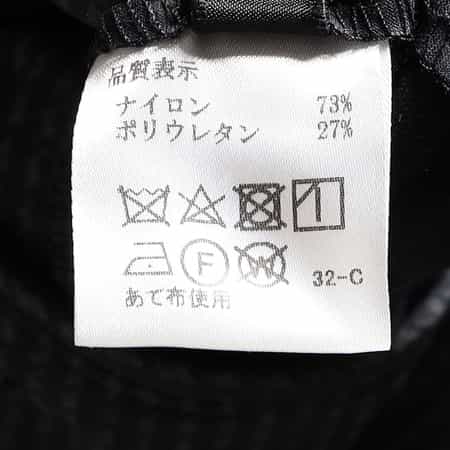 品質表示
ナイロン 73%
ポリウレタン 27%
F W 32-C
あて布使用